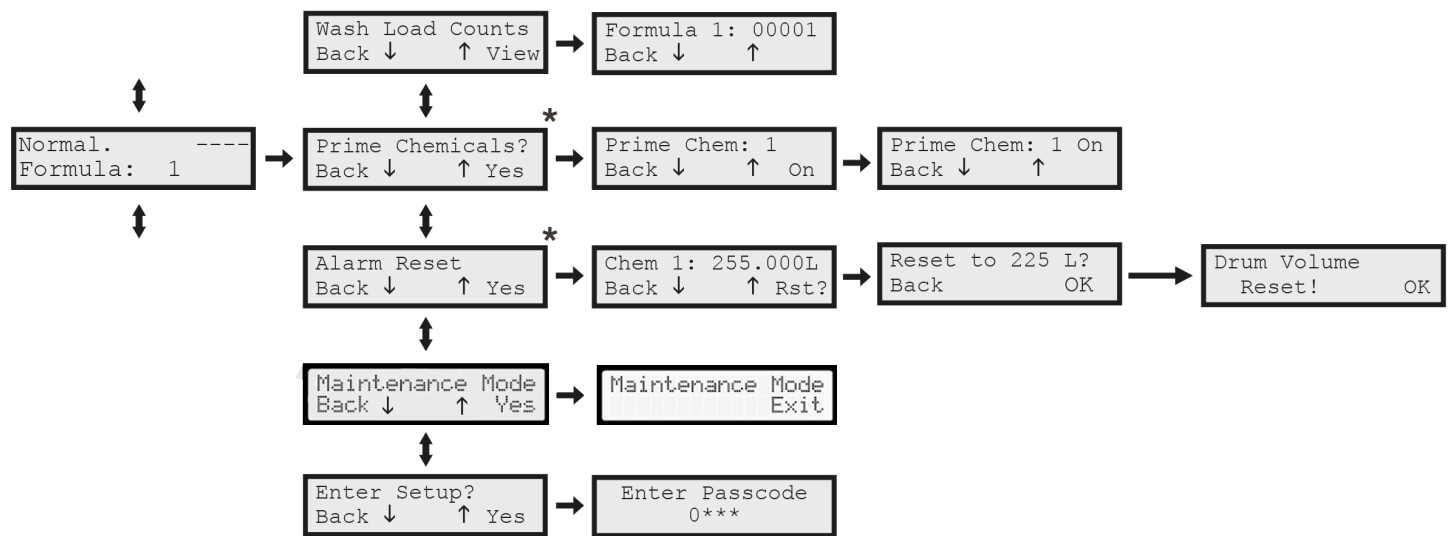 Wash Load Counts
Back ↓ ↑ View
Formula 1: 00001
Back ↓ ↑
Normal. ----
Formula: 1
*
Prime Chemicals?
Back ↓ ↑ Yes
Prime Chem: 1
Back ↓ ↑ On
Prime Chem: 1 On
Back ↓ ↑
*
Alarm Reset
Back ↓ ↑ Yes
Chem 1: 255.000L
Back ↓ ↑ Rst?
Reset to 225 L?
Back OK
Drum Volume
Reset! OK
Maintenance Mode
Back ↓ ↑ Yes
Maintenance Mode
Exit
Enter Setup?
Back ↓ ↑ Yes
Enter Passcode
0***